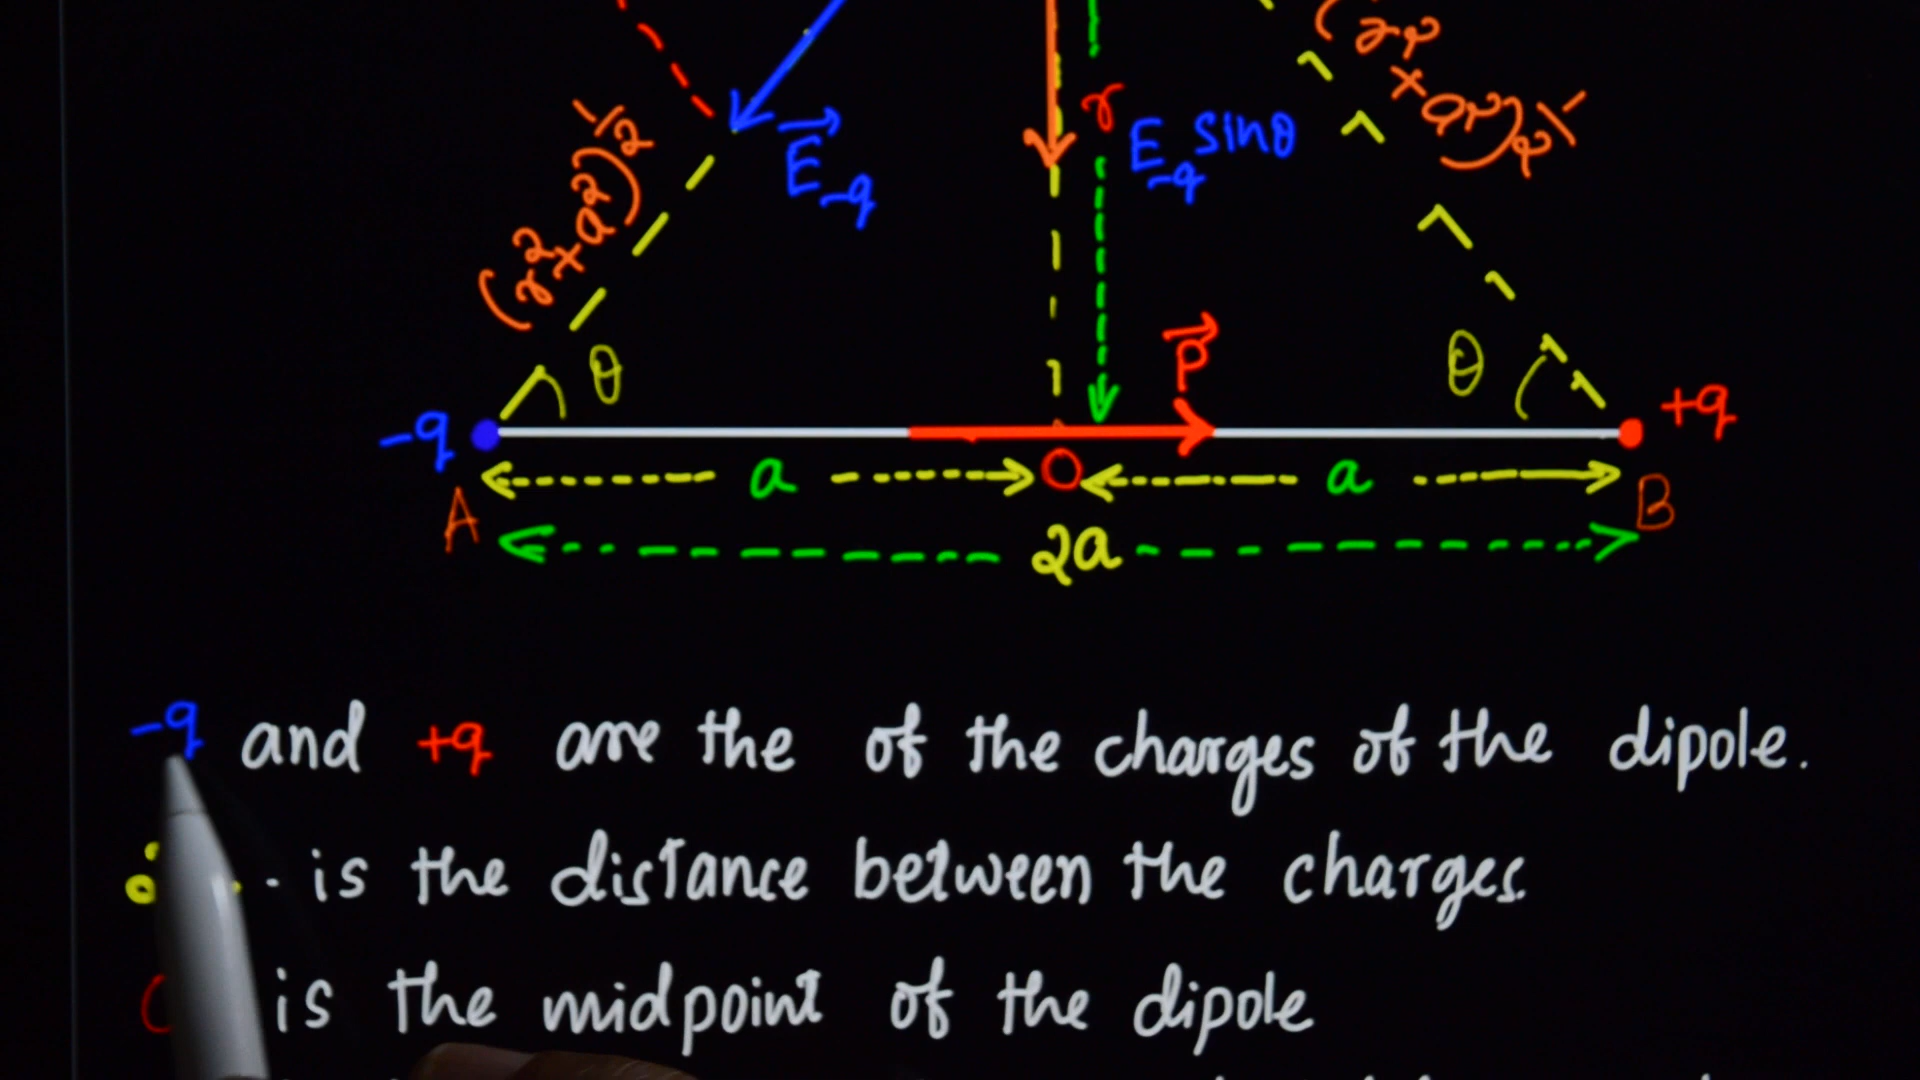 (r²+a²)^1/2
(r²+a²)^1/2
r
E₋q sinθ
E₋q
p
θ
θ
-q
+q
a
O
a
A
B
2a
-q and +q are the of the charges of the dipole.
is the distance between the charges.
is the midpoint of the dipole